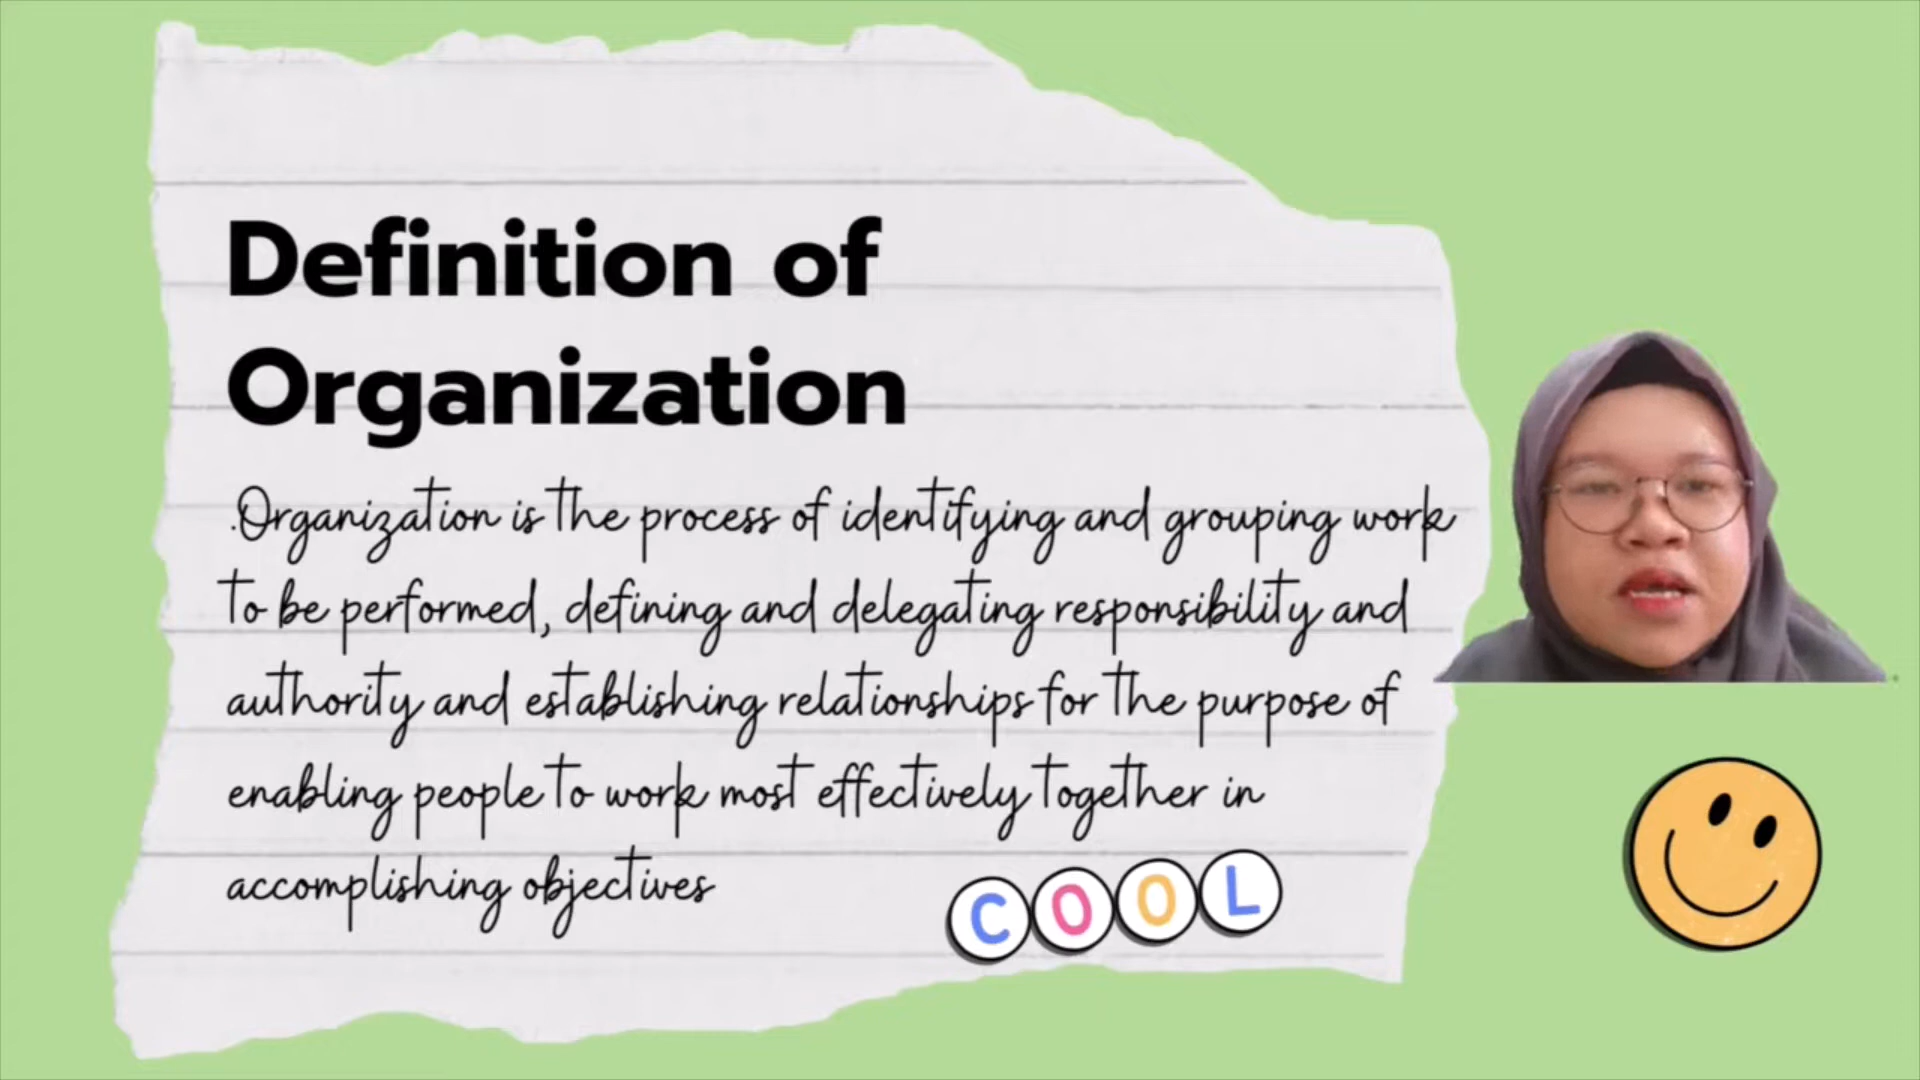 Definition of
Organization
.Organization is the process of identifying and grouping work
to be performed, defining and delegating responsibility and
authority and establishing relationships for the purpose of
enabling people to work most effectively together in
accomplishing objectives
COOL